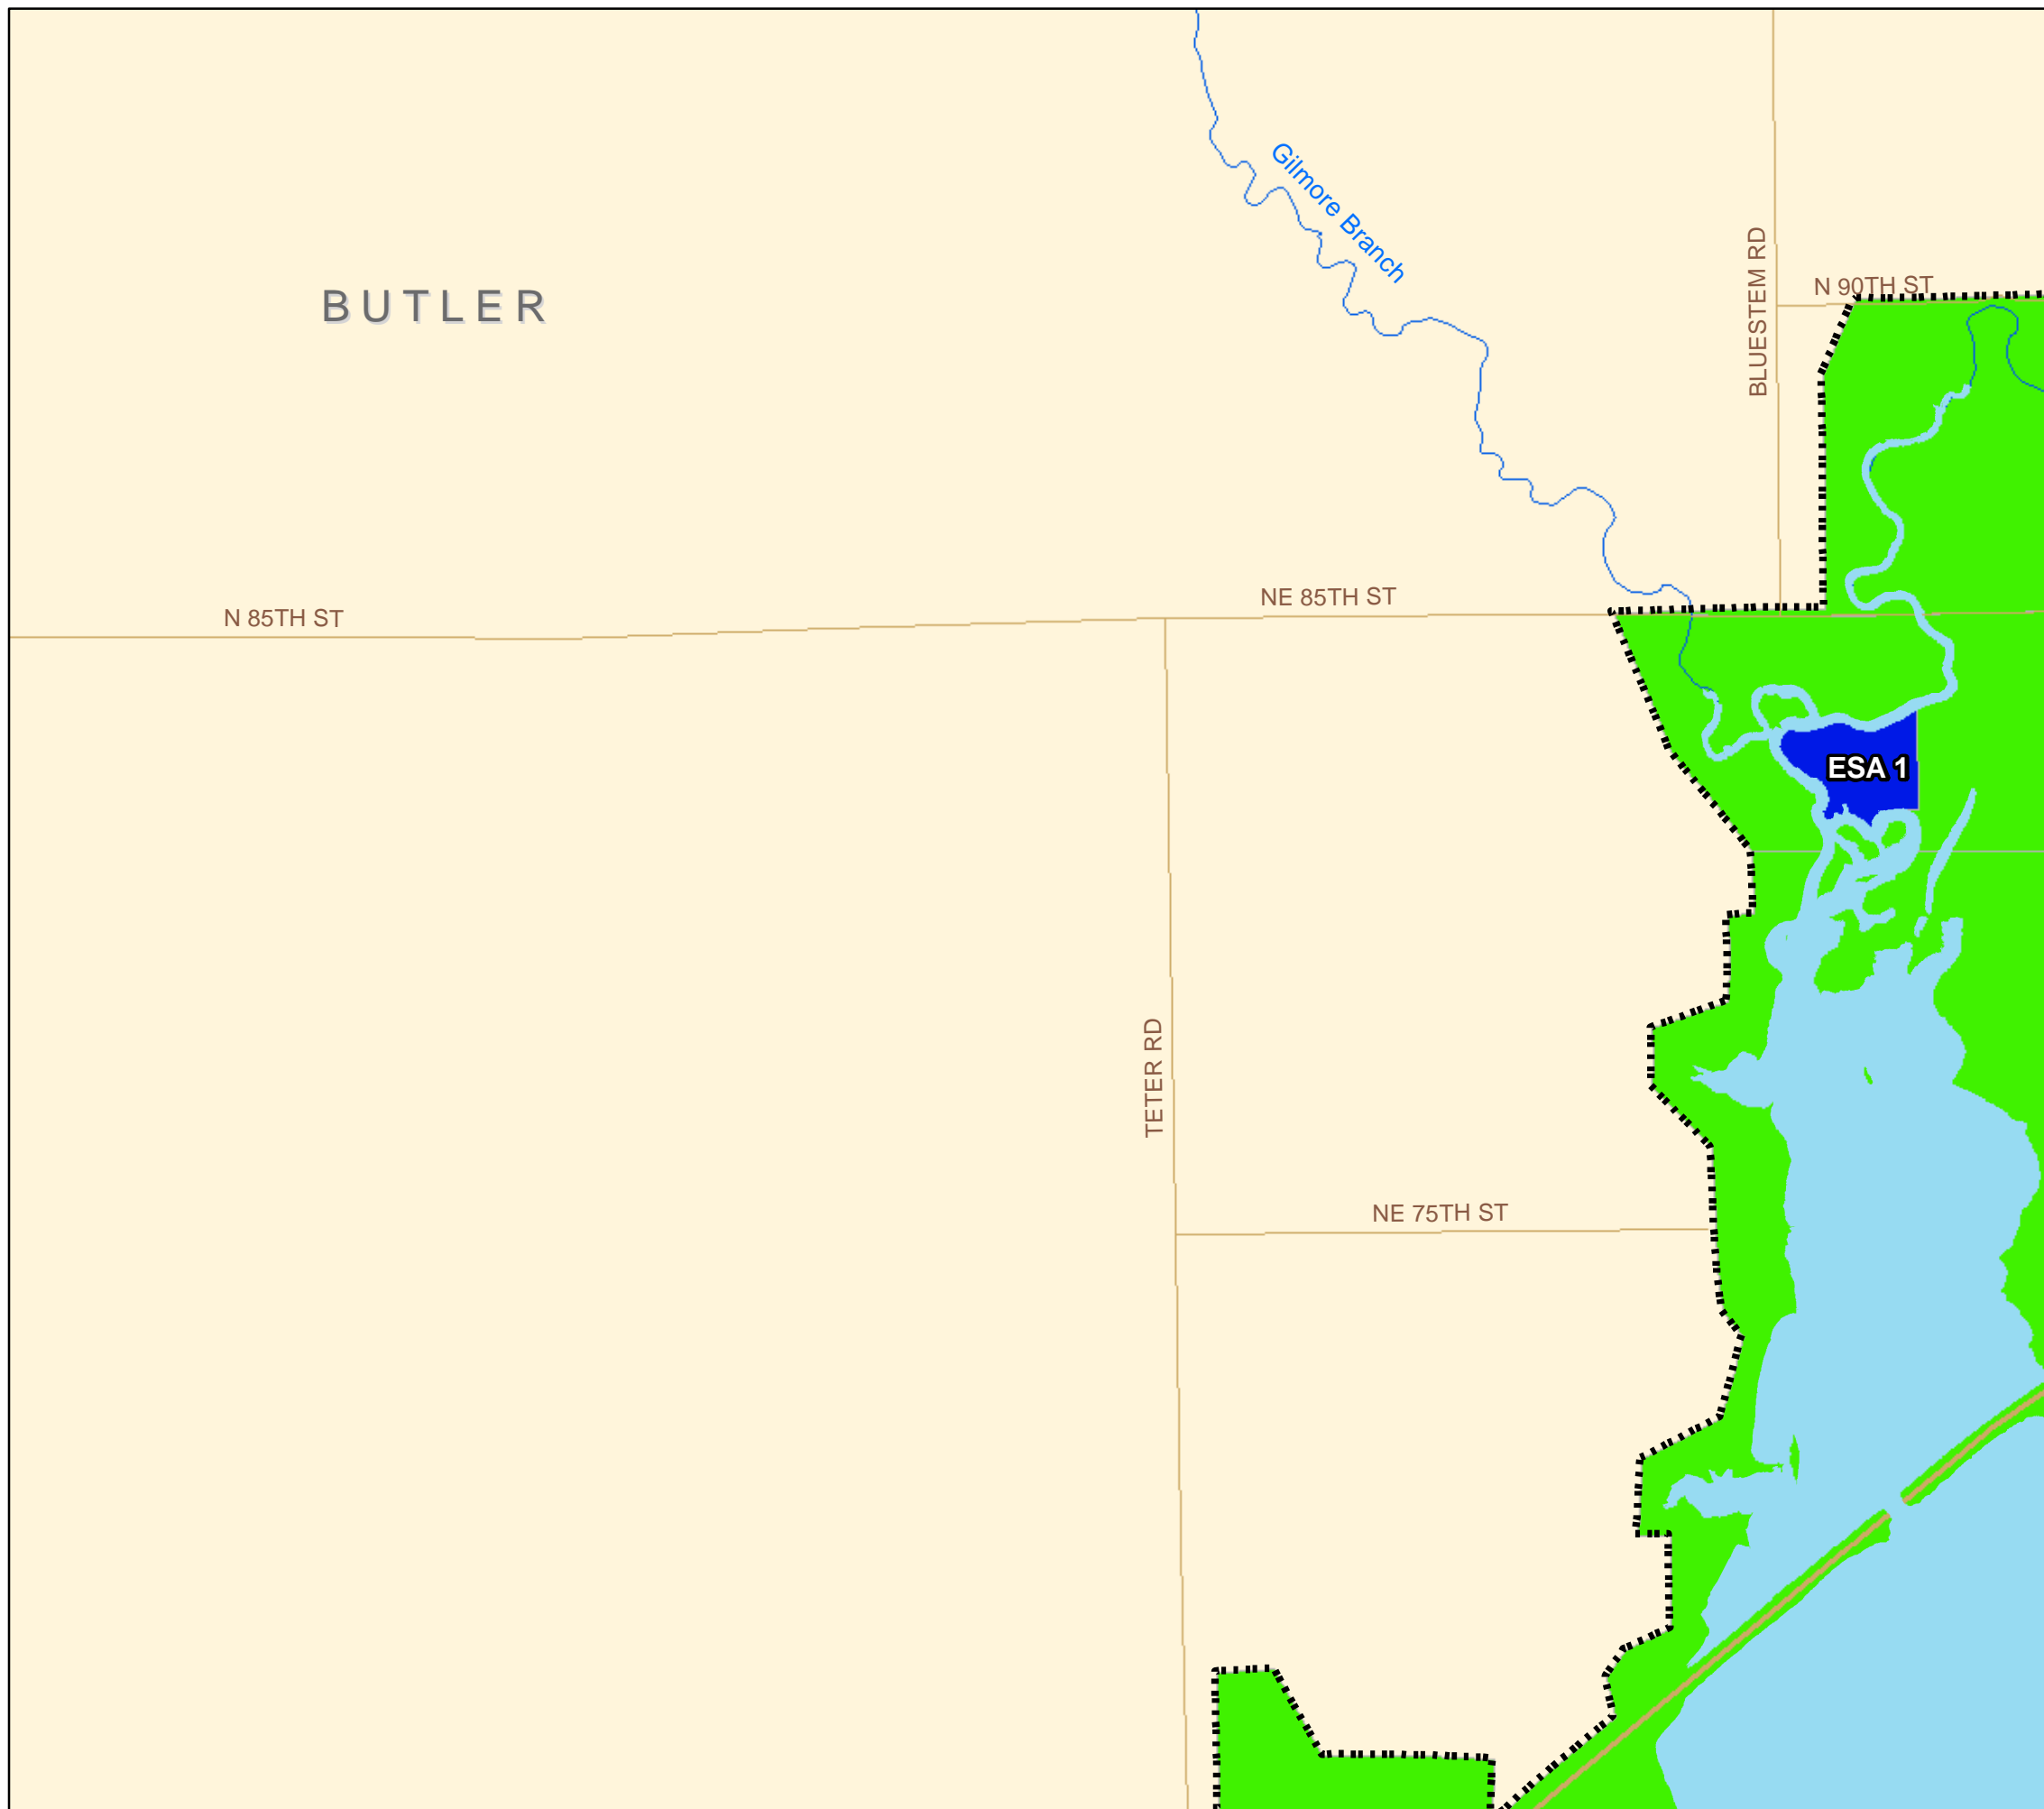 Gilmore Branch
BLUESTEM RD
N 90TH ST
BUTLER
N 85TH ST
NE 85TH ST
ESA 1
TETER RD
NE 75TH ST